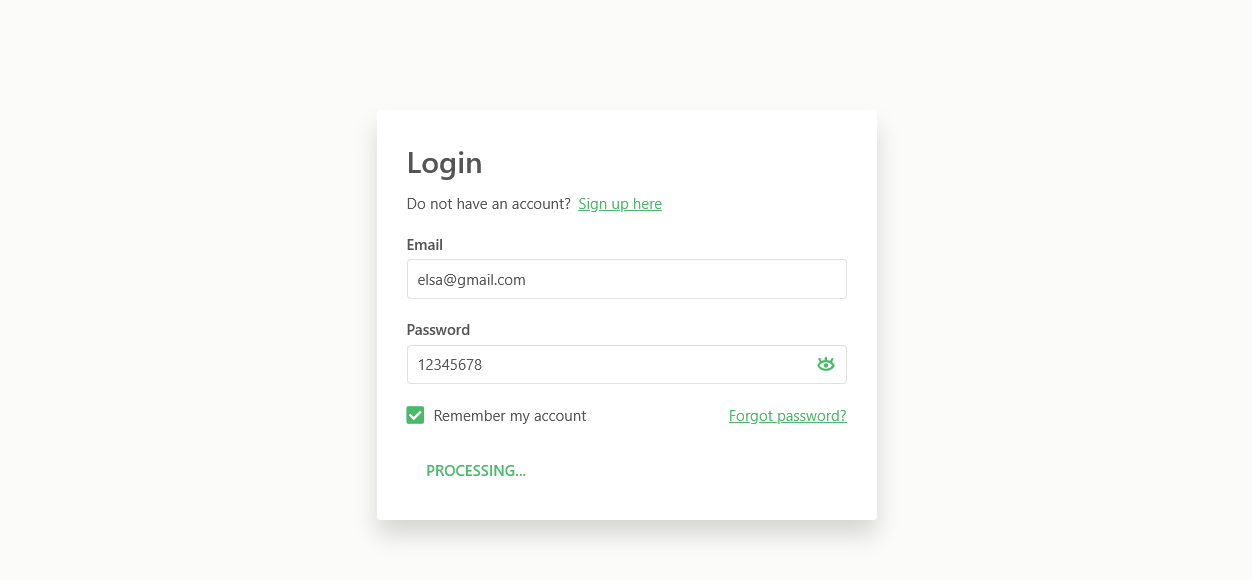 Login
Do not have an account? Sign up here
Email
elsa@gmail.com
Password
12345678
Remember my account Forgot password?
PROCESSING...